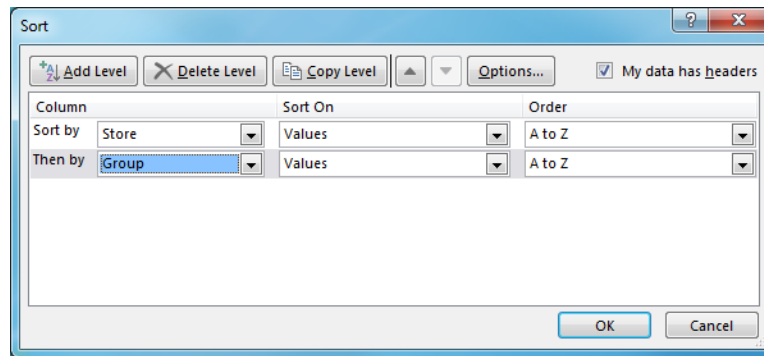 Sort
Add Level Delete Level Copy Level Options... My data has headers
Column Sort On Order
Sort by Store Values A to Z
Then by Group Values A to Z
OK Cancel